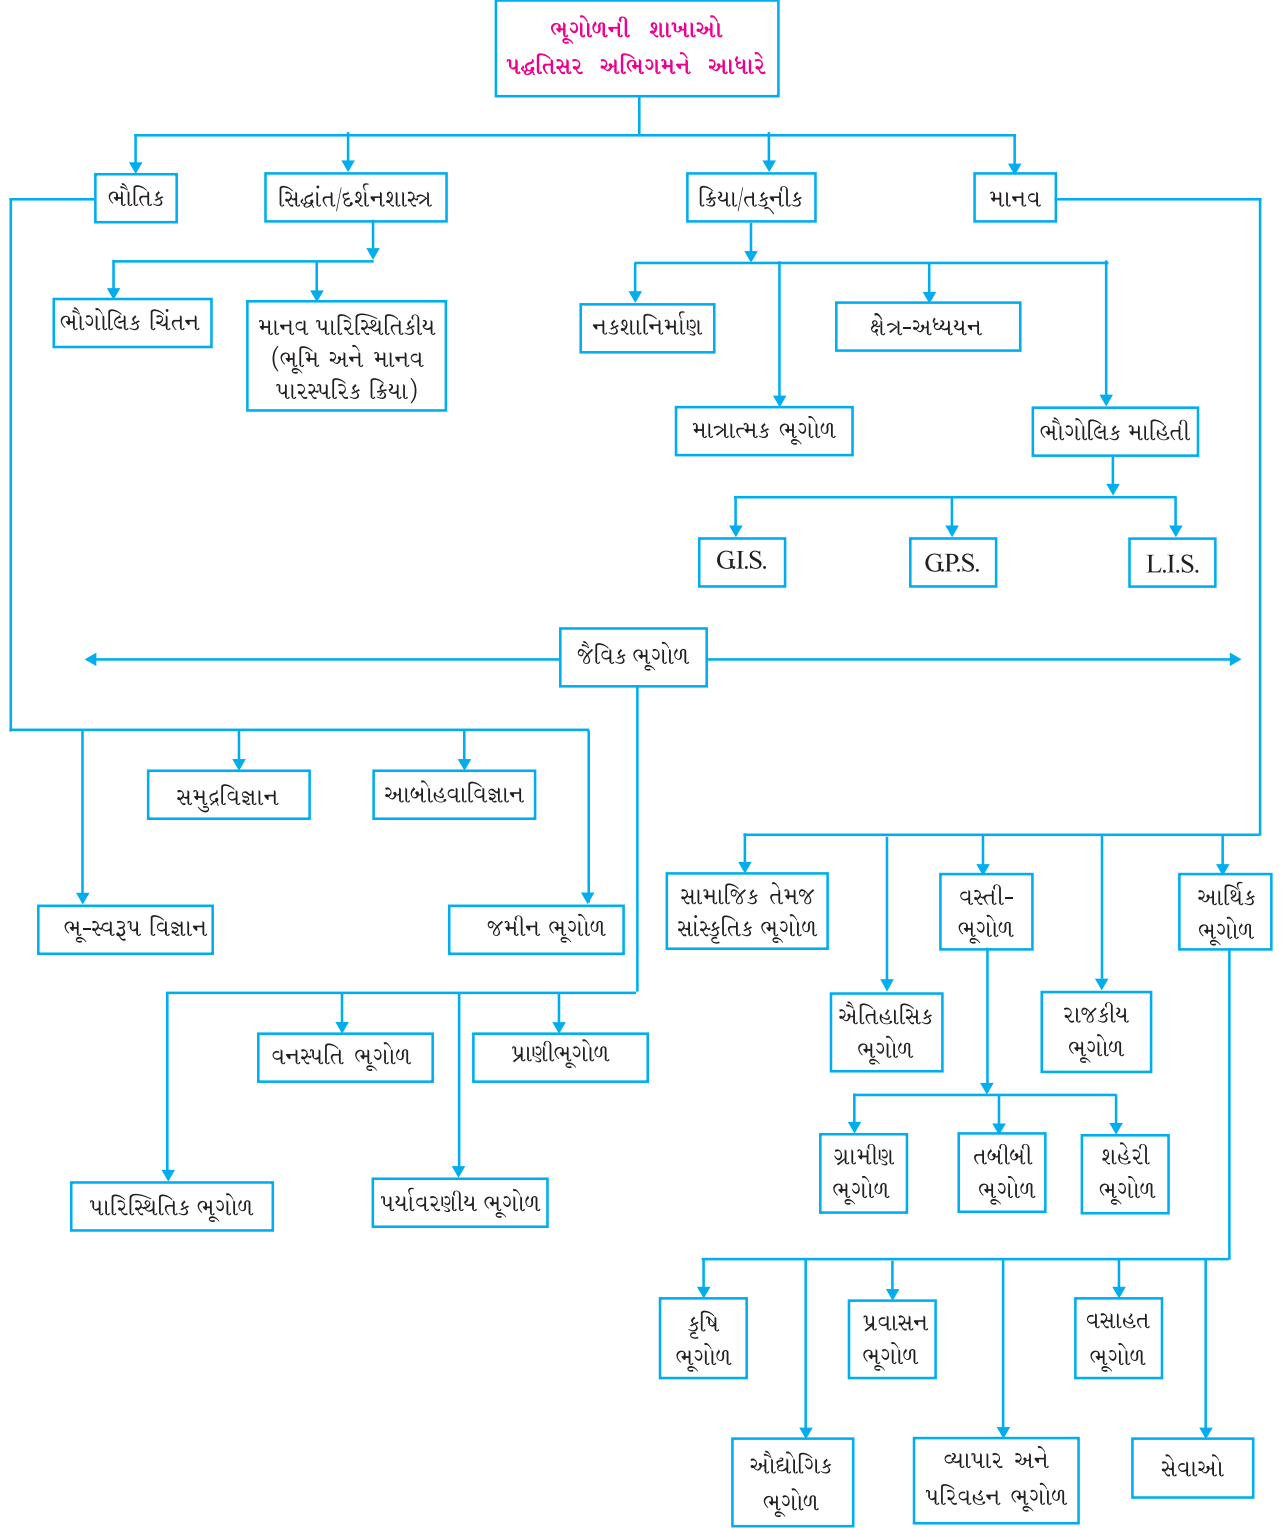 ભૂગોળની શાખાઓ
પદ્ધતિસર અભિગમને આધારે
ભૌતિક
સિદ્ધાંત/દર્શનશાસ્ત્ર
ક્રિયા/તક્નીક
માનવ
ભૌગોલિક ચિંતન
માનવ પારિસ્થિતિકીય
(ભૂમિ અને માનવ
પારસ્પરિક ક્રિયા)
નકશાનિર્માણ
ક્ષેત્ર-અધ્યયન
માત્રાત્મક ભૂગોળ
ભૌગોલિક માહિતી
G.I.S.
G.P.S.
L.I.S.
જૈવિક ભૂગોળ
સમુદ્રવિજ્ઞાન
આબોહવાવિજ્ઞાન
ભૂ-સ્વરૂપ વિજ્ઞાન
જમીન ભૂગોળ
સામાજિક તેમજ
સાંસ્કૃતિક ભૂગોળ
વસ્તી-
ભૂગોળ
આર્થિક
ભૂગોળ
ઐતિહાસિક
ભૂગોળ
રાજકીય
ભૂગોળ
વનસ્પતિ ભૂગોળ
પ્રાણીભૂગોળ
ગ્રામીણ
ભૂગોળ
તબીબી
ભૂગોળ
શહેરી
ભૂગોળ
પારિસ્થિતિક ભૂગોળ
પર્યાવરણીય ભૂગોળ
કૃષિ
ભૂગોળ
પ્રવાસન
ભૂગોળ
વસાહત
ભૂગોળ
ઔદ્યોગિક
ભૂગોળ
વ્યાપાર અને
પરિવહન ભૂગોળ
સેવાઓ